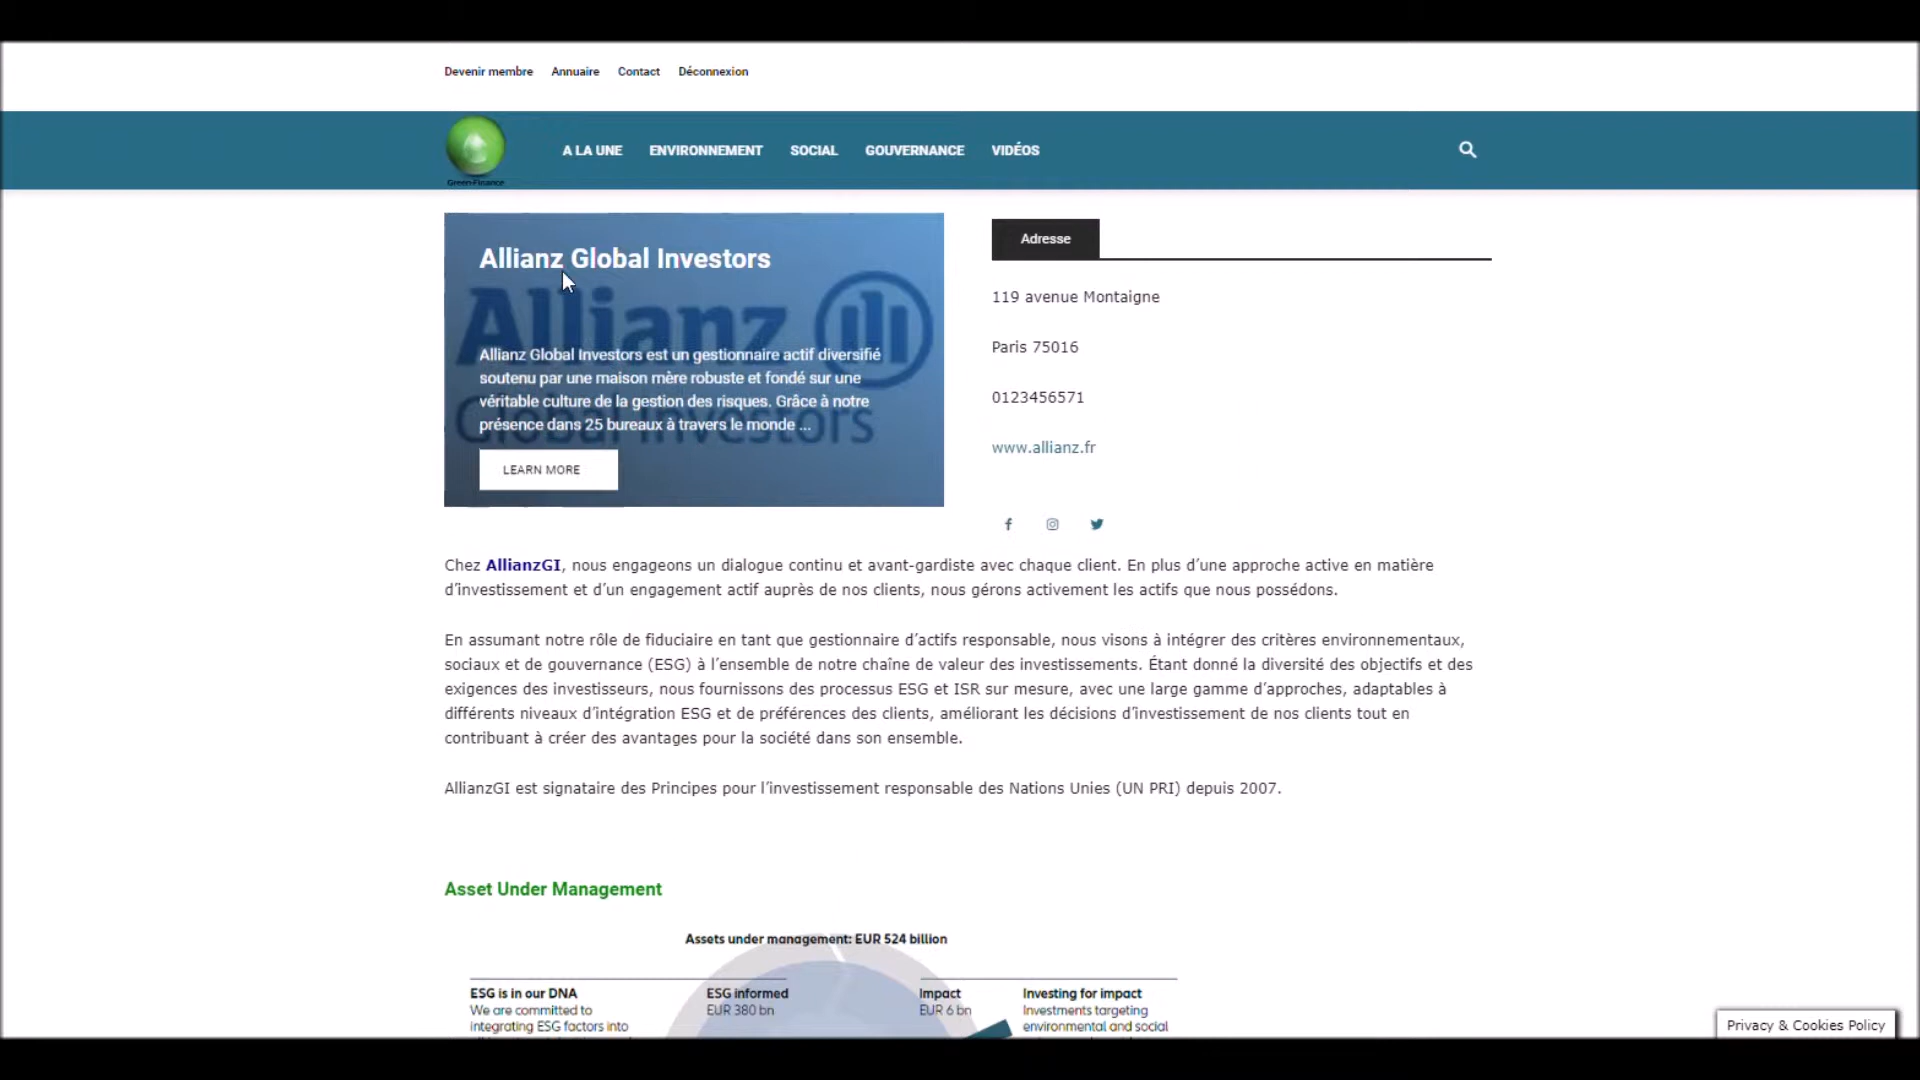 Devenir membre Annuaire Contact Déconnexion
Green-Finance
A LA UNE ENVIRONNEMENT SOCIAL GOUVERNANCE VIDÉOS
Allianz Global Investors
Allianz
Global Investors
Allianz Global Investors est un gestionnaire actif diversifié
soutenu par une maison mère robuste et fondé sur une
véritable culture de la gestion des risques. Grâce à notre
présence dans 25 bureaux à travers le monde ...
LEARN MORE
Adresse
119 avenue Montaigne
Paris 75016
0123456571
www.allianz.fr
Chez AllianzGI, nous engageons un dialogue continu et avant-gardiste avec chaque client. En plus d’une approche active en matière
d’investissement et d’un engagement actif auprès de nos clients, nous gérons activement les actifs que nous possédons.
En assumant notre rôle de fiduciaire en tant que gestionnaire d’actifs responsable, nous visons à intégrer des critères environnementaux,
sociaux et de gouvernance (ESG) à l’ensemble de notre chaîne de valeur des investissements. Étant donné la diversité des objectifs et des
exigences des investisseurs, nous fournissons des processus ESG et ISR sur mesure, avec une large gamme d’approches, adaptables à
différents niveaux d’intégration ESG et de préférences des clients, améliorant les décisions d’investissement de nos clients tout en
contribuant à créer des avantages pour la société dans son ensemble.
AllianzGI est signataire des Principes pour l’investissement responsable des Nations Unies (UN PRI) depuis 2007.
Asset Under Management
Assets under management: EUR 524 billion
ESG is in our DNA
We are committed to
integrating ESG factors into
ESG informed
EUR 380 bn
Impact
EUR 6 bn
Investing for impact
Investments targeting
environmental and social
Privacy & Cookies Policy